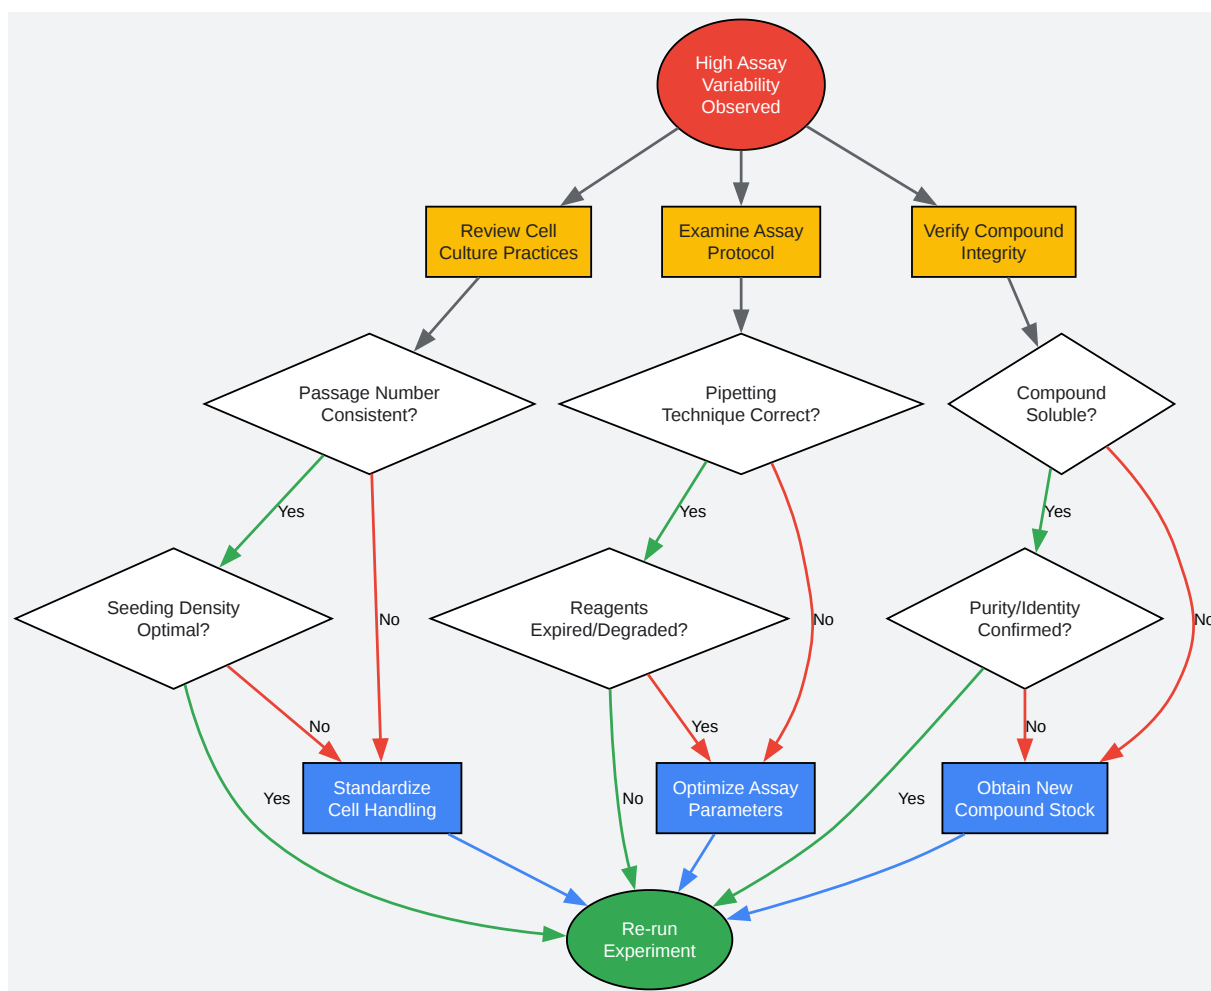 High Assay
Variability
Observed
Review Cell
Culture Practices
Examine Assay
Protocol
Verify Compound
Integrity
Passage Number
Consistent?
Pipetting
Technique Correct?
Compound
Soluble?
Yes
Yes
Yes
Seeding Density
Optimal?
No
Reagents
Expired/Degraded?
No
Purity/Identity
Confirmed?
No
No
Yes
No
Yes
Standardize
Cell Handling
No
Optimize Assay
Parameters
Yes
Obtain New
Compound Stock
Re-run
Experiment